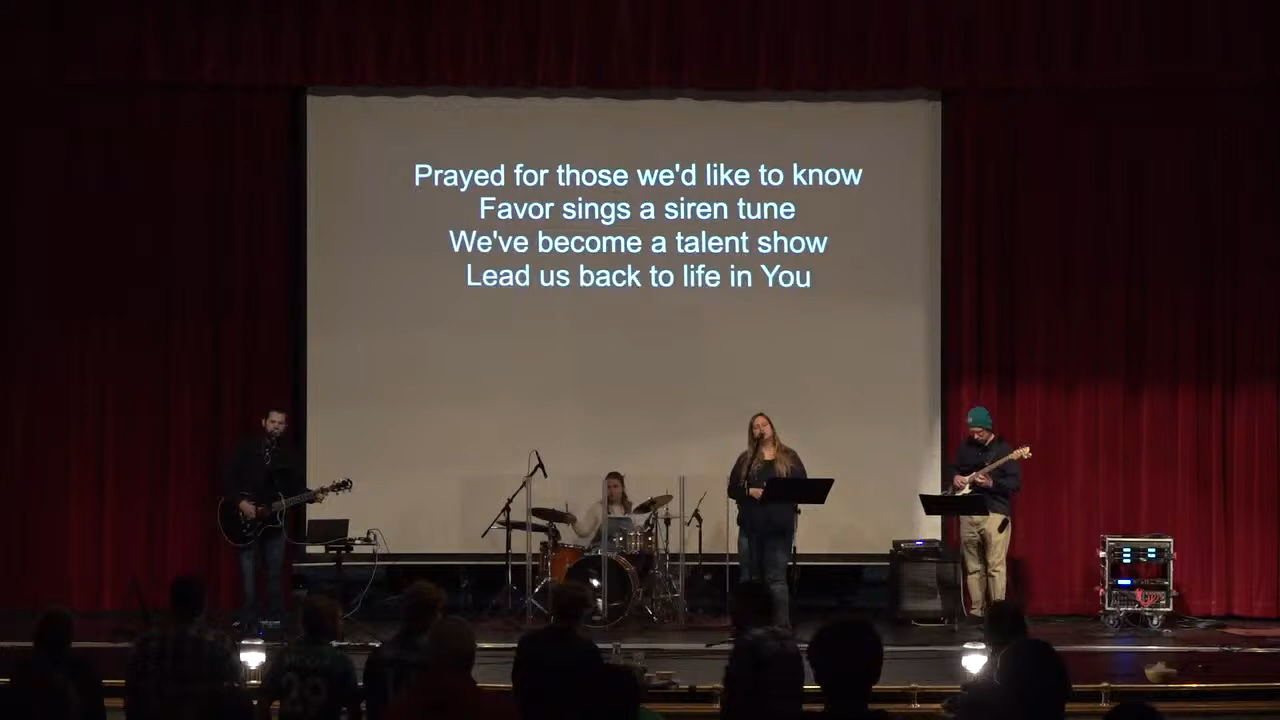 Prayed for those we'd like to know
Favor sings a siren tune
We've become a talent show
Lead us back to life in You